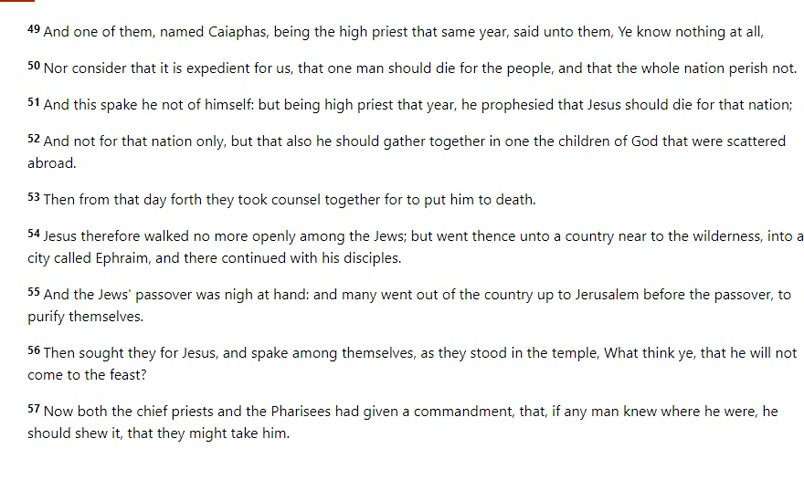 49 And one of them, named Caiaphas, being the high priest that same year, said unto them, Ye know nothing at all,
50 Nor consider that it is expedient for us, that one man should die for the people, and that the whole nation perish not.
51 And this spake he not of himself: but being high priest that year, he prophesied that Jesus should die for that nation;
52 And not for that nation only, but that also he should gather together in one the children of God that were scattered
abroad.
53 Then from that day forth they took counsel together for to put him to death.
54 Jesus therefore walked no more openly among the Jews; but went thence unto a country near to the wilderness, into a
city called Ephraim, and there continued with his disciples.
55 And the Jews' passover was nigh at hand: and many went out of the country up to Jerusalem before the passover, to
purify themselves.
56 Then sought they for Jesus, and spake among themselves, as they stood in the temple, What think ye, that he will not
come to the feast?
57 Now both the chief priests and the Pharisees had given a commandment, that, if any man knew where he were, he
should shew it, that they might take him.